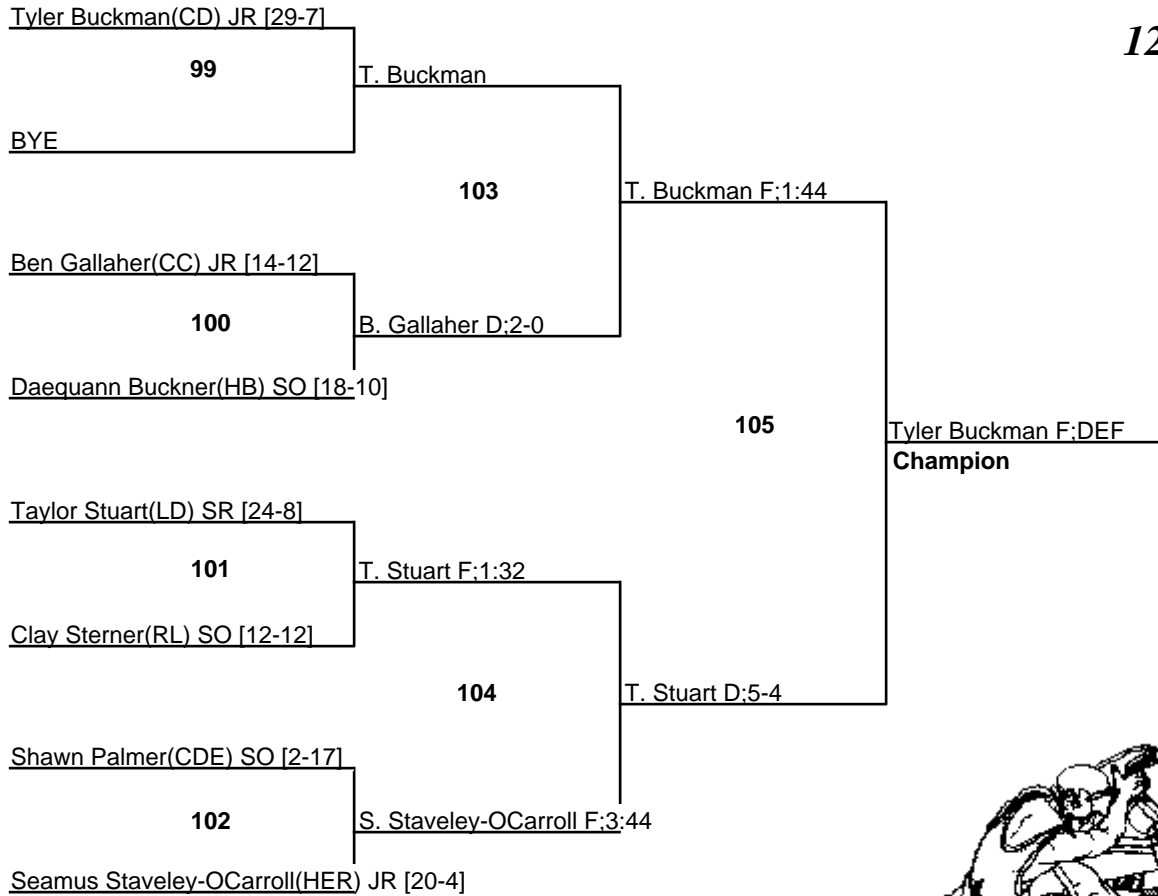 Tyler Buckman(CD) JR [29-7]
12
99
T. Buckman
BYE
103
T. Buckman F;1:44
Ben Gallaher(CC) JR [14-12]
100
B. Gallaher D;2-0
Daequann Buckner(HB) SO [18-10]
105
Tyler Buckman F;DEF
Champion
Taylor Stuart(LD) SR [24-8]
101
T. Stuart F;1:32
Clay Sterner(RL) SO [12-12]
104
T. Stuart D;5-4
Shawn Palmer(CDE) SO [2-17]
102
S. Staveley-OCarroll F;3:44
Seamus Staveley-OCarroll(HER) JR [20-4]